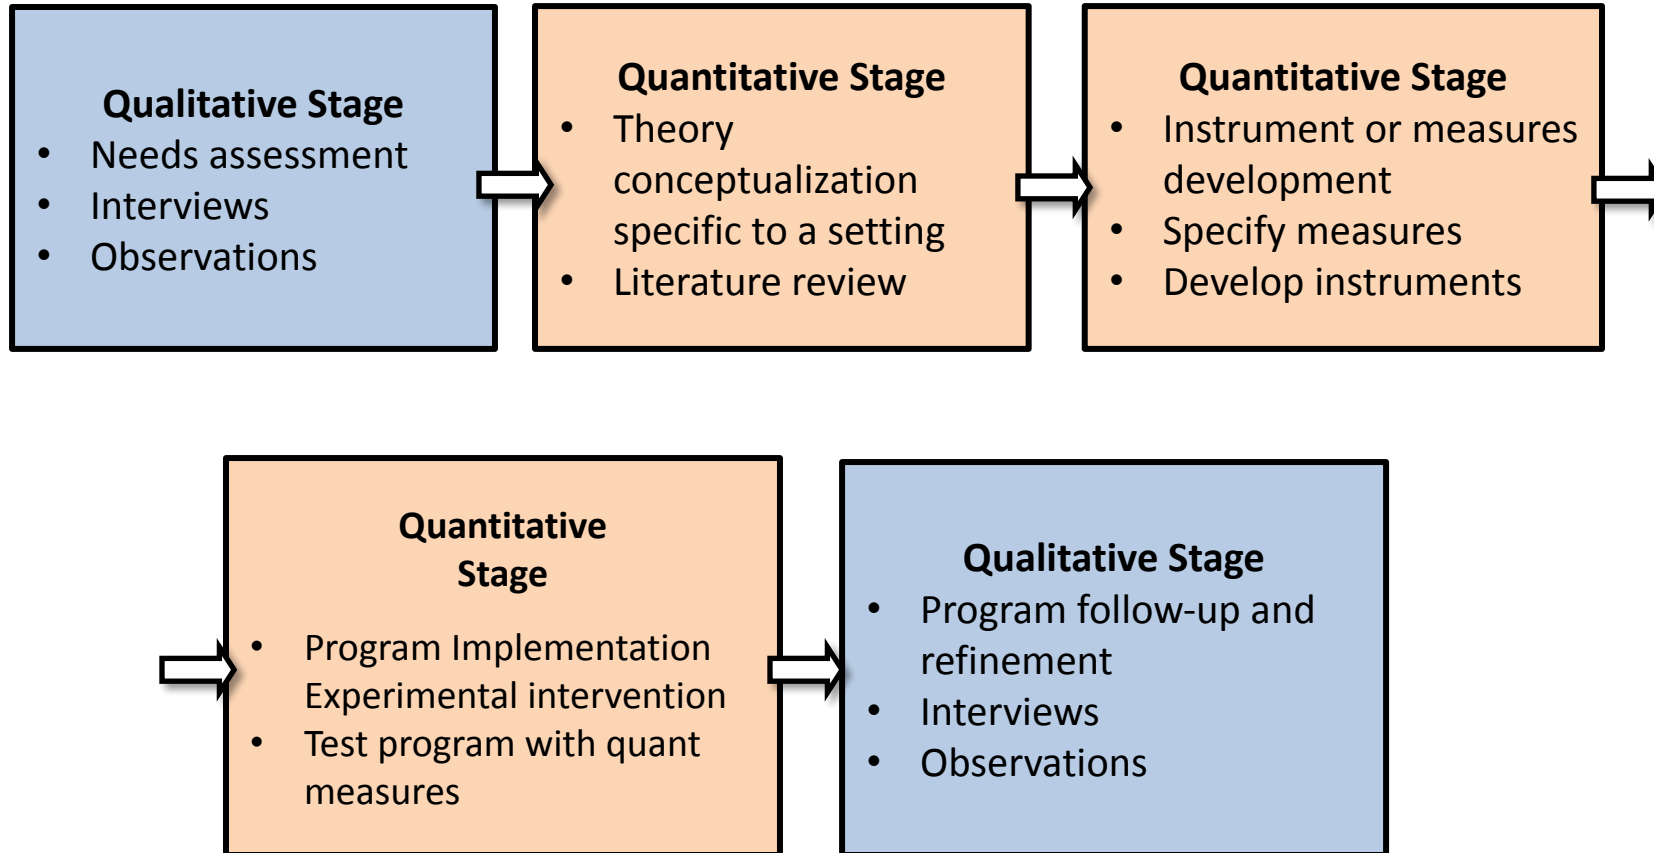 Qualitative Stage
• Needs assessment
• Interviews
• Observations
Quantitative Stage
• Theory
conceptualization
specific to a setting
• Literature review
Quantitative Stage
• Instrument or measures
development
• Specify measures
• Develop instruments
Quantitative
Stage
• Program Implementation
Experimental intervention
• Test program with quant
measures
Qualitative Stage
• Program follow-up and
refinement
• Interviews
• Observations